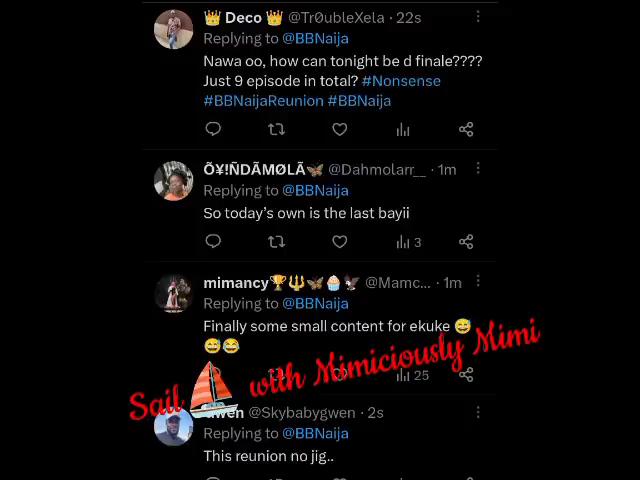 👑 Deco 👑 @Tr0ubleXela · 22s
Replying to @BBNaija
Nawa oo, how can tonight be d finale????
Just 9 episode in total? #Nonsense
#BBNaijaReunion #BBNaija
Õ¥!ÑDÃMØLÃ🦋 @Dahmolarr__ · 1m
Replying to @BBNaija
So today's own is the last bayii
3
mimancy🏆🔱🦋🧁🦅 @Mamc... · 1m
Replying to @BBNaija
Finally some small content for ekuke 😅
😅😂
25
Sail with Mimiciously Mimi
@Skybabygwen · 2s
Replying to @BBNaija
This reunion no jig..